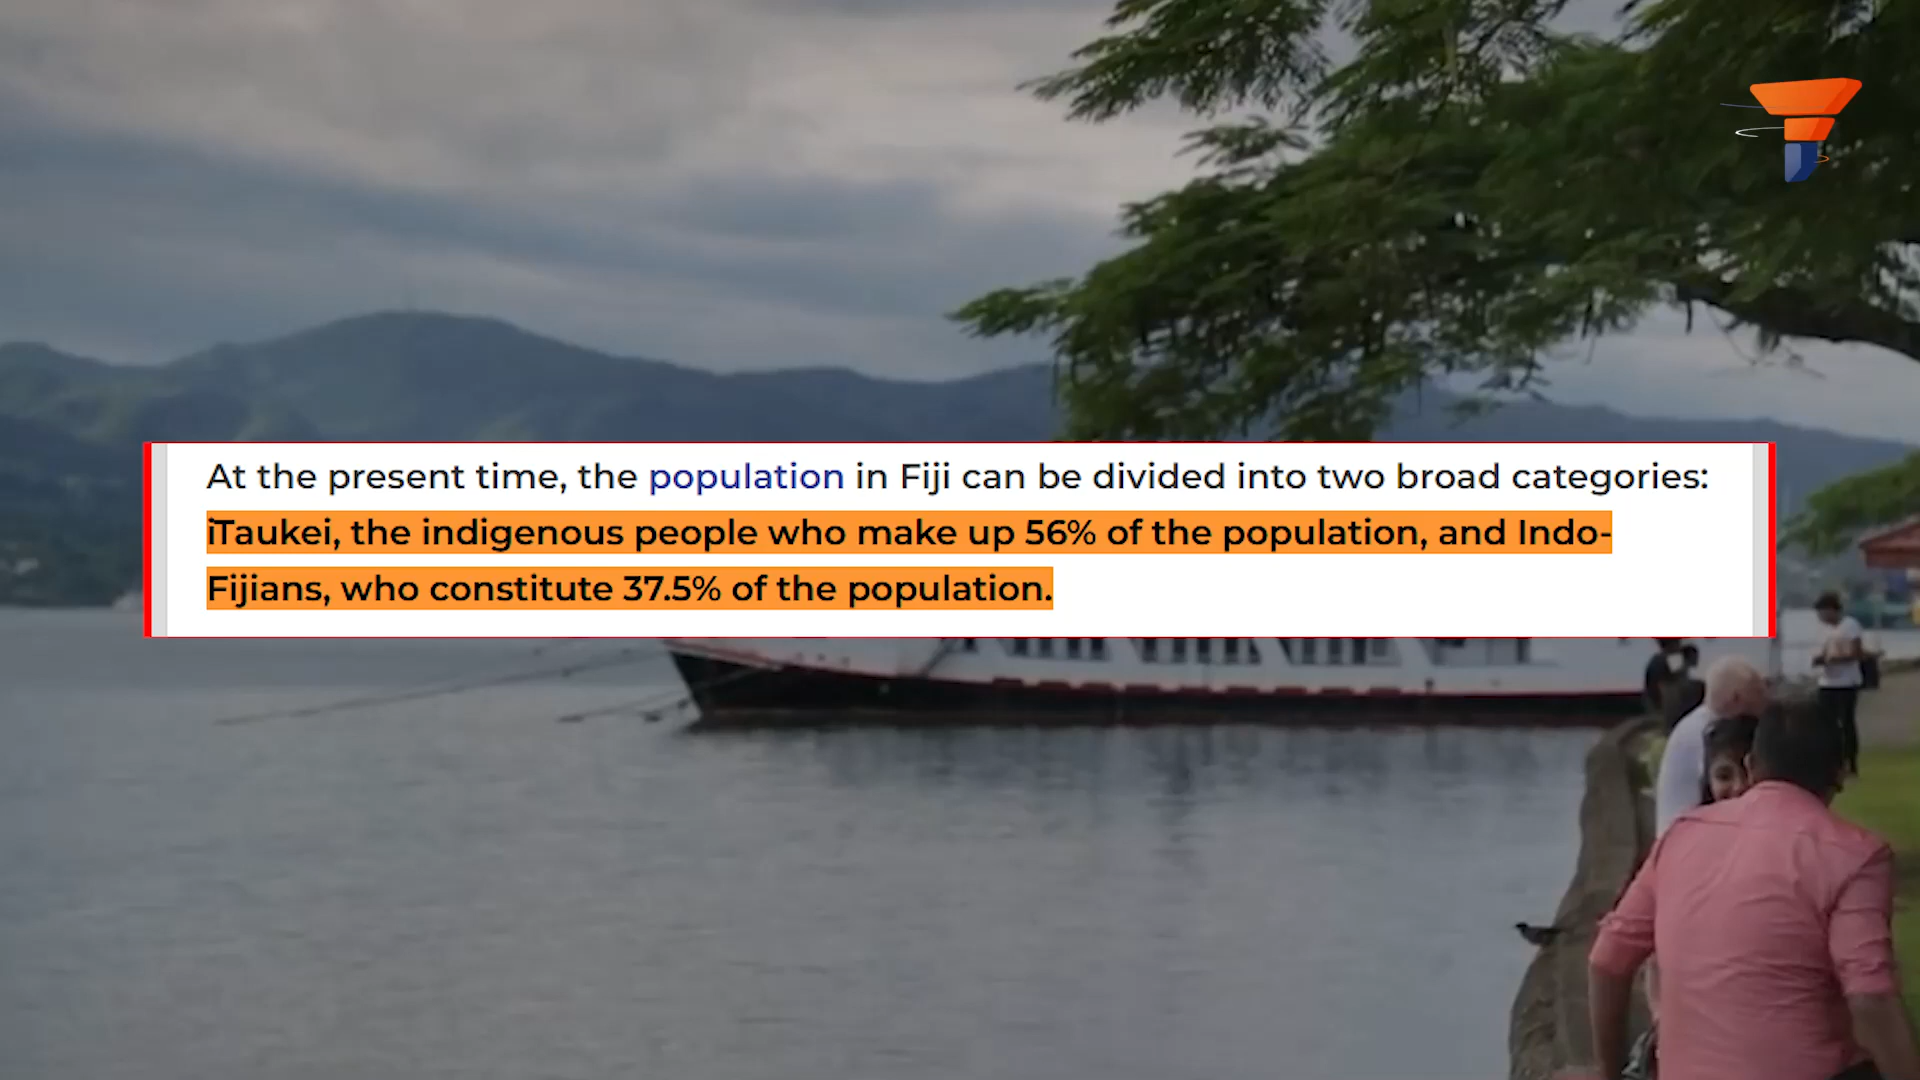 At the present time, the population in Fiji can be divided into two broad categories:
iTaukei, the indigenous people who make up 56% of the population, and Indo-
Fijians, who constitute 37.5% of the population.